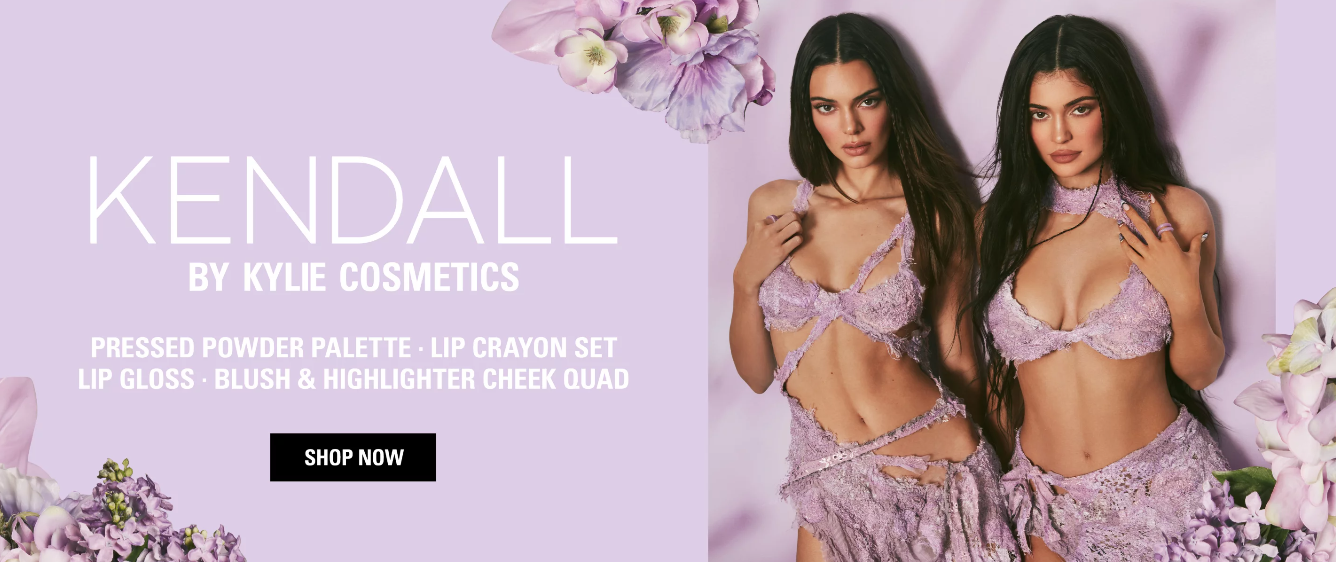 KENDALL
BY KYLIE COSMETICS
PRESSED POWDER PALETTE · LIP CRAYON SET
LIP GLOSS · BLUSH & HIGHLIGHTER CHEEK QUAD
SHOP NOW